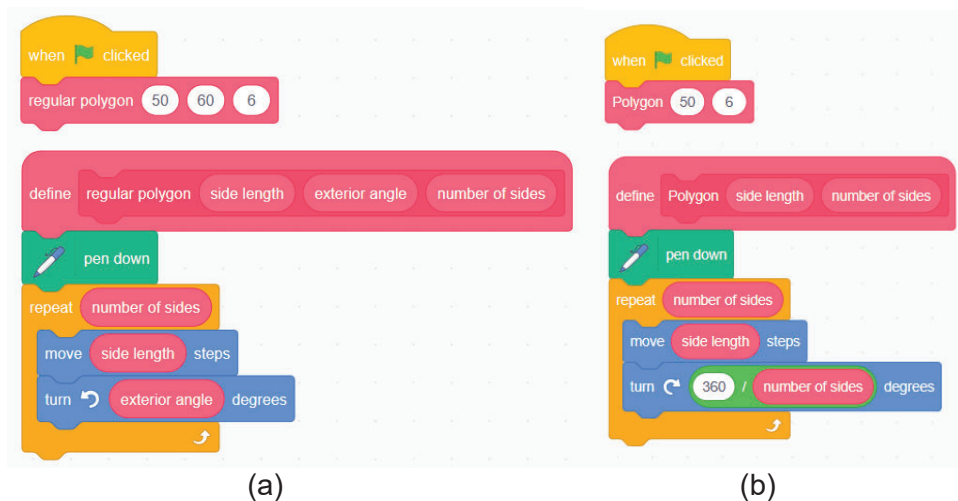 when clicked
regular polygon 50 60 6
define regular polygon side length exterior angle number of sides
pen down
repeat number of sides
move side length steps
turn exterior angle degrees
(a)
when clicked
Polygon 50 6
define Polygon side length number of sides
pen down
repeat number of sides
move side length steps
turn 360 / number of sides degrees
(b)